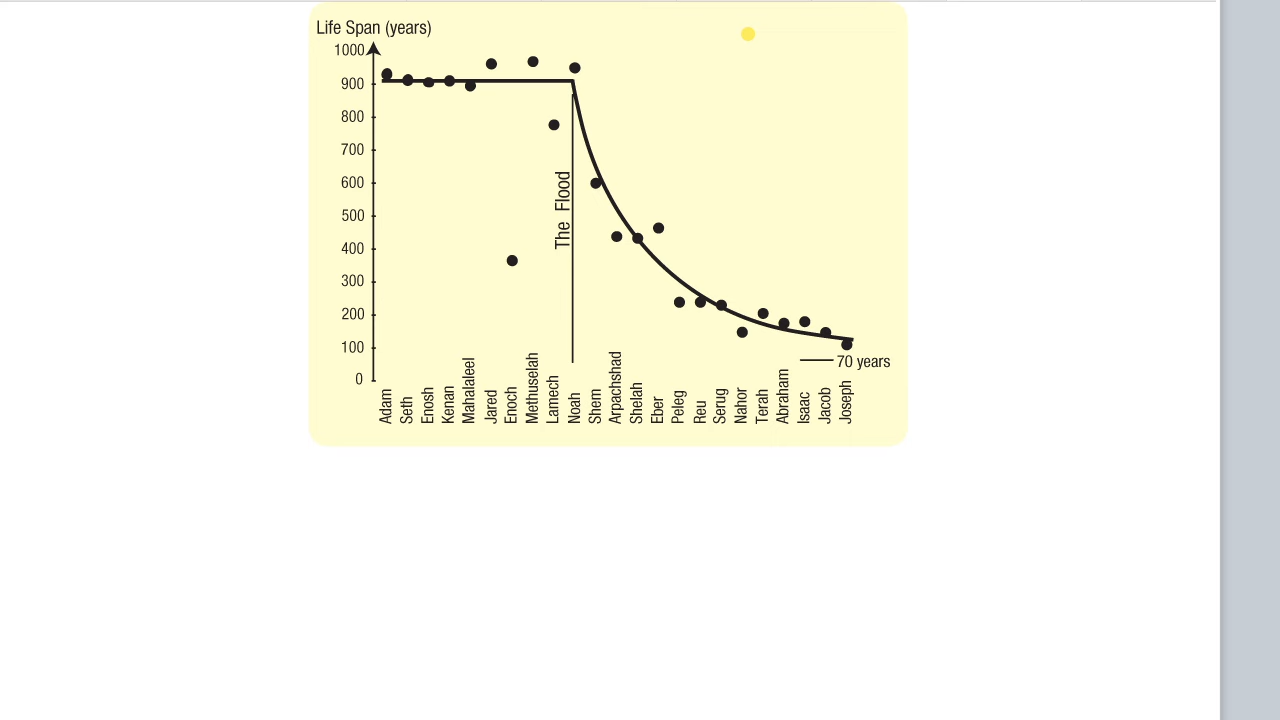 Life Span (years)
1000
900
800
700
600
500
400
300
200
100
0
The Flood
70 years
Adam
Seth
Enosh
Kenan
Mahalaleel
Jared
Enoch
Methuselah
Lamech
Noah
Shem
Arpachshad
Shelah
Eber
Peleg
Reu
Serug
Nahor
Terah
Abraham
Isaac
Jacob
Joseph